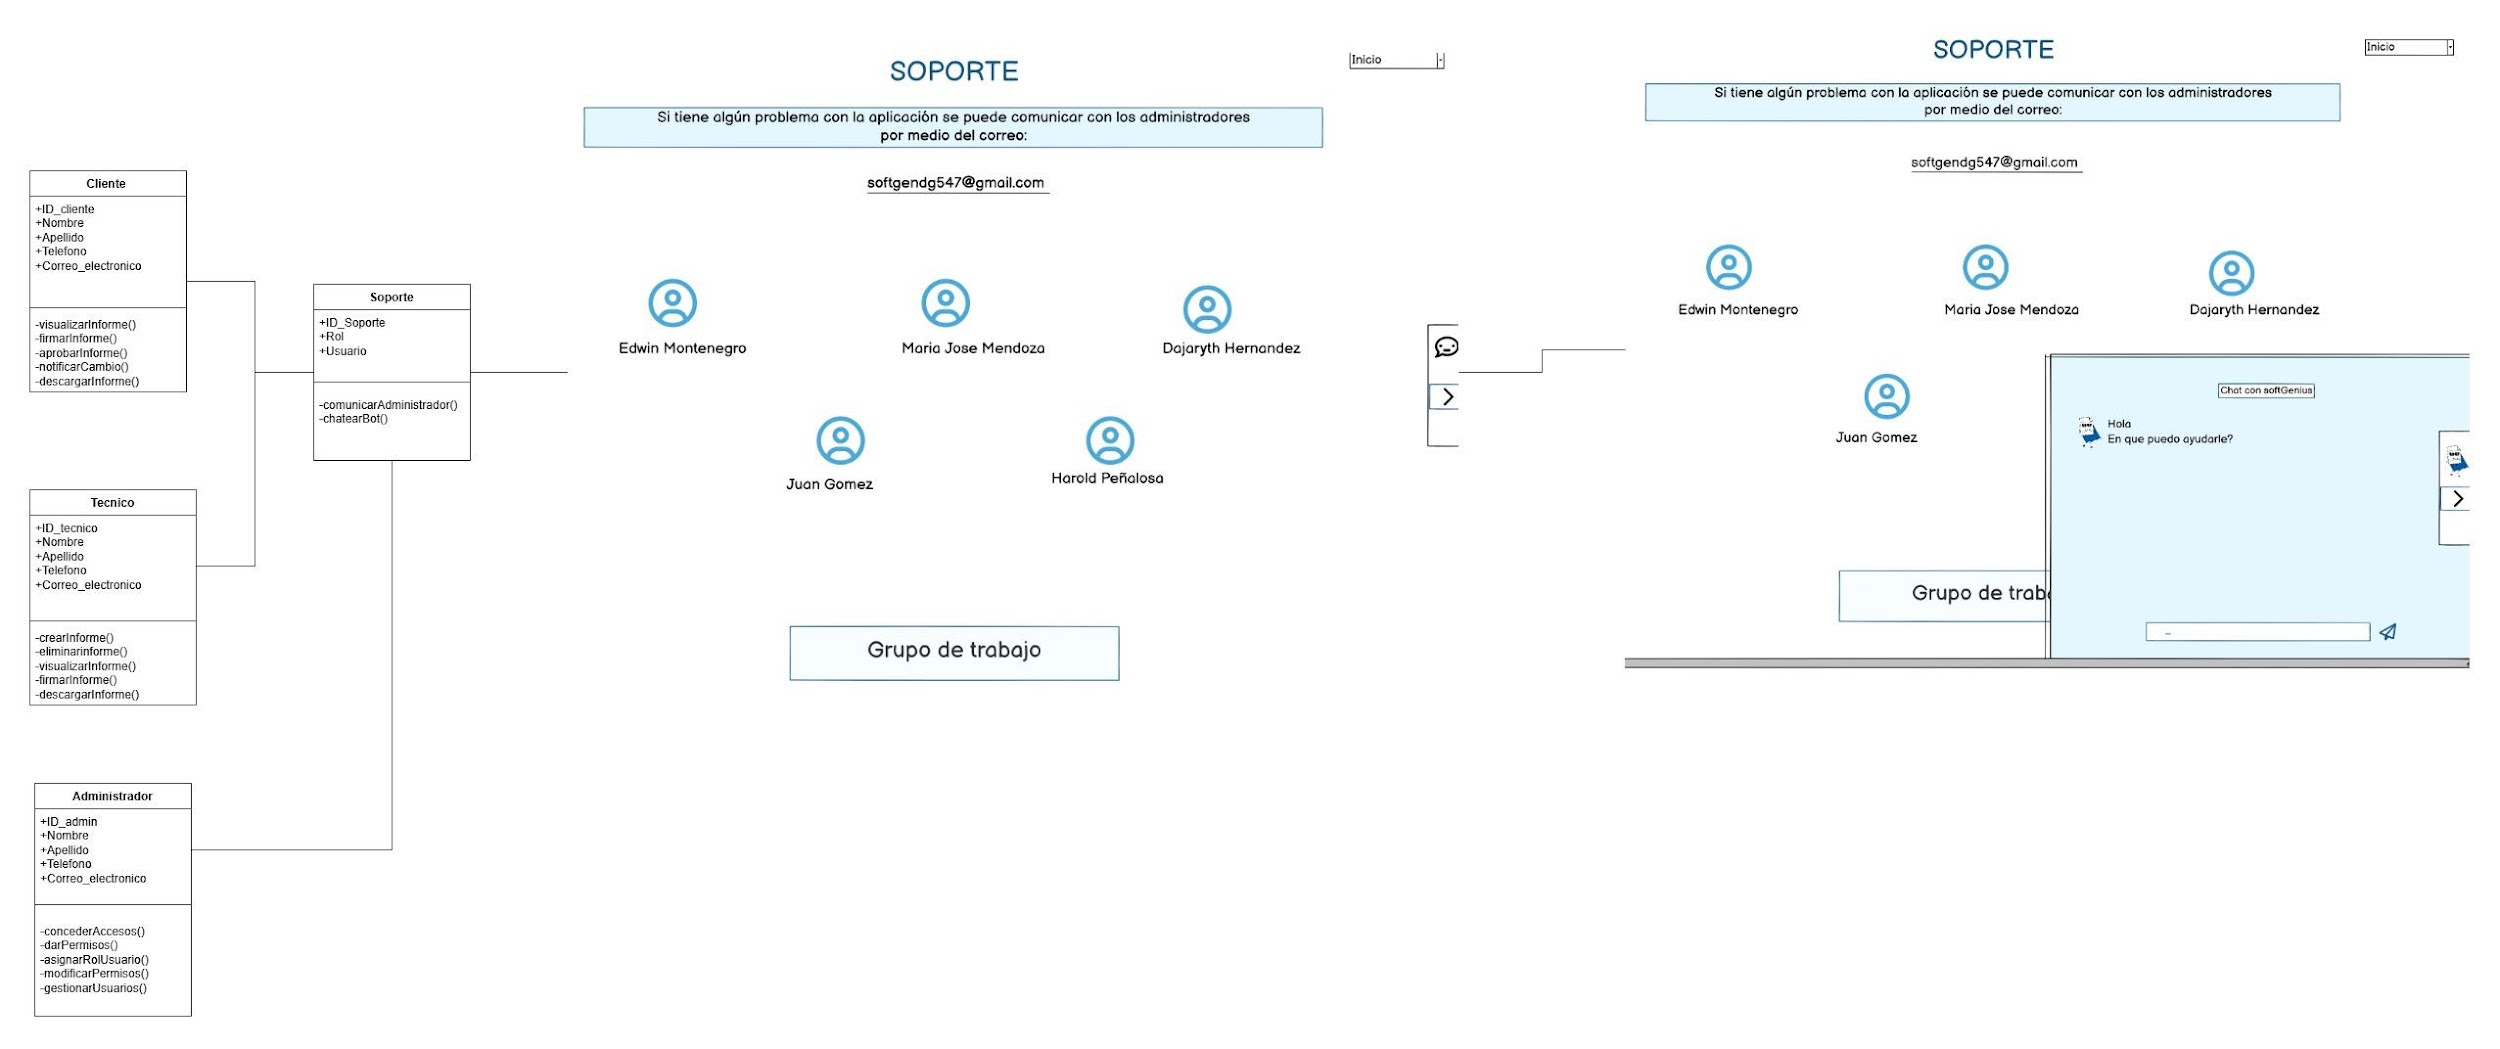 Cliente
+ID_cliente
+Nombre
+Apellido
+Telefono
+Correo_electronico
-visualizarInforme()
-firmarInforme()
-aprobarInforme()
-notificarCambio()
-descargarInforme()
Tecnico
+ID_tecnico
+Nombre
+Apellido
+Telefono
+Correo_electronico
-crearInforme()
-eliminarinforme()
-visualizarInforme()
-firmarInforme()
-descargarInforme()
Administrador
+ID_admin
+Nombre
+Apellido
+Telefono
+Correo_electronico
-concederAccesos()
-darPermisos()
-asignarRolUsuario()
-modificarPermisos()
-gestionarUsuarios()
Soporte
+ID_Soporte
+Rol
+Usuario
-comunicarAdministrador()
-chatearBot()
SOPORTE
Inicio
Si tiene algún problema con la aplicación se puede comunicar con los administradores
por medio del correo:
softgendg547@gmail.com
Edwin Montenegro
Maria Jose Mendoza
Dajaryth Hernandez
Juan Gomez
Harold Peñalosa
Grupo de trabajo
SOPORTE
Inicio
Si tiene algún problema con la aplicación se puede comunicar con los administradores
por medio del correo:
softgendg547@gmail.com
Edwin Montenegro
Maria Jose Mendoza
Dajaryth Hernandez
Juan Gomez
Chat con softGenius
Hola
En que puedo ayudarle?
Grupo de traba